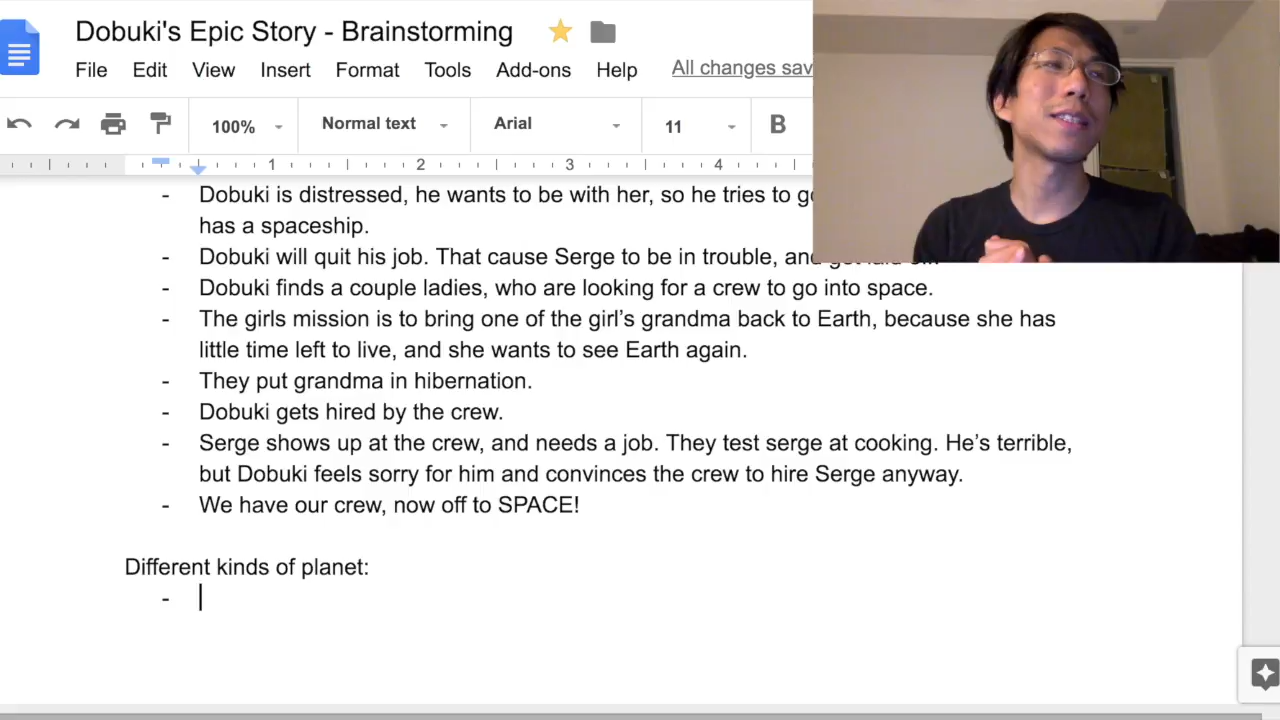 Dobuki's Epic Story - Brainstorming
File Edit View Insert Format Tools Add-ons Help All changes sav
100% Normal text Arial 11 B
1 2 3 4
- Dobuki is distressed, he wants to be with her, so he tries to
has a spaceship.
- Dobuki will quit his job. That cause Serge to be in trouble, and
- Dobuki finds a couple ladies, who are looking for a crew to go into space.
- The girls mission is to bring one of the girl’s grandma back to Earth, because she has
little time left to live, and she wants to see Earth again.
- They put grandma in hibernation.
- Dobuki gets hired by the crew.
- Serge shows up at the crew, and needs a job. They test serge at cooking. He’s terrible,
but Dobuki feels sorry for him and convinces the crew to hire Serge anyway.
- We have our crew, now off to SPACE!
Different kinds of planet:
-